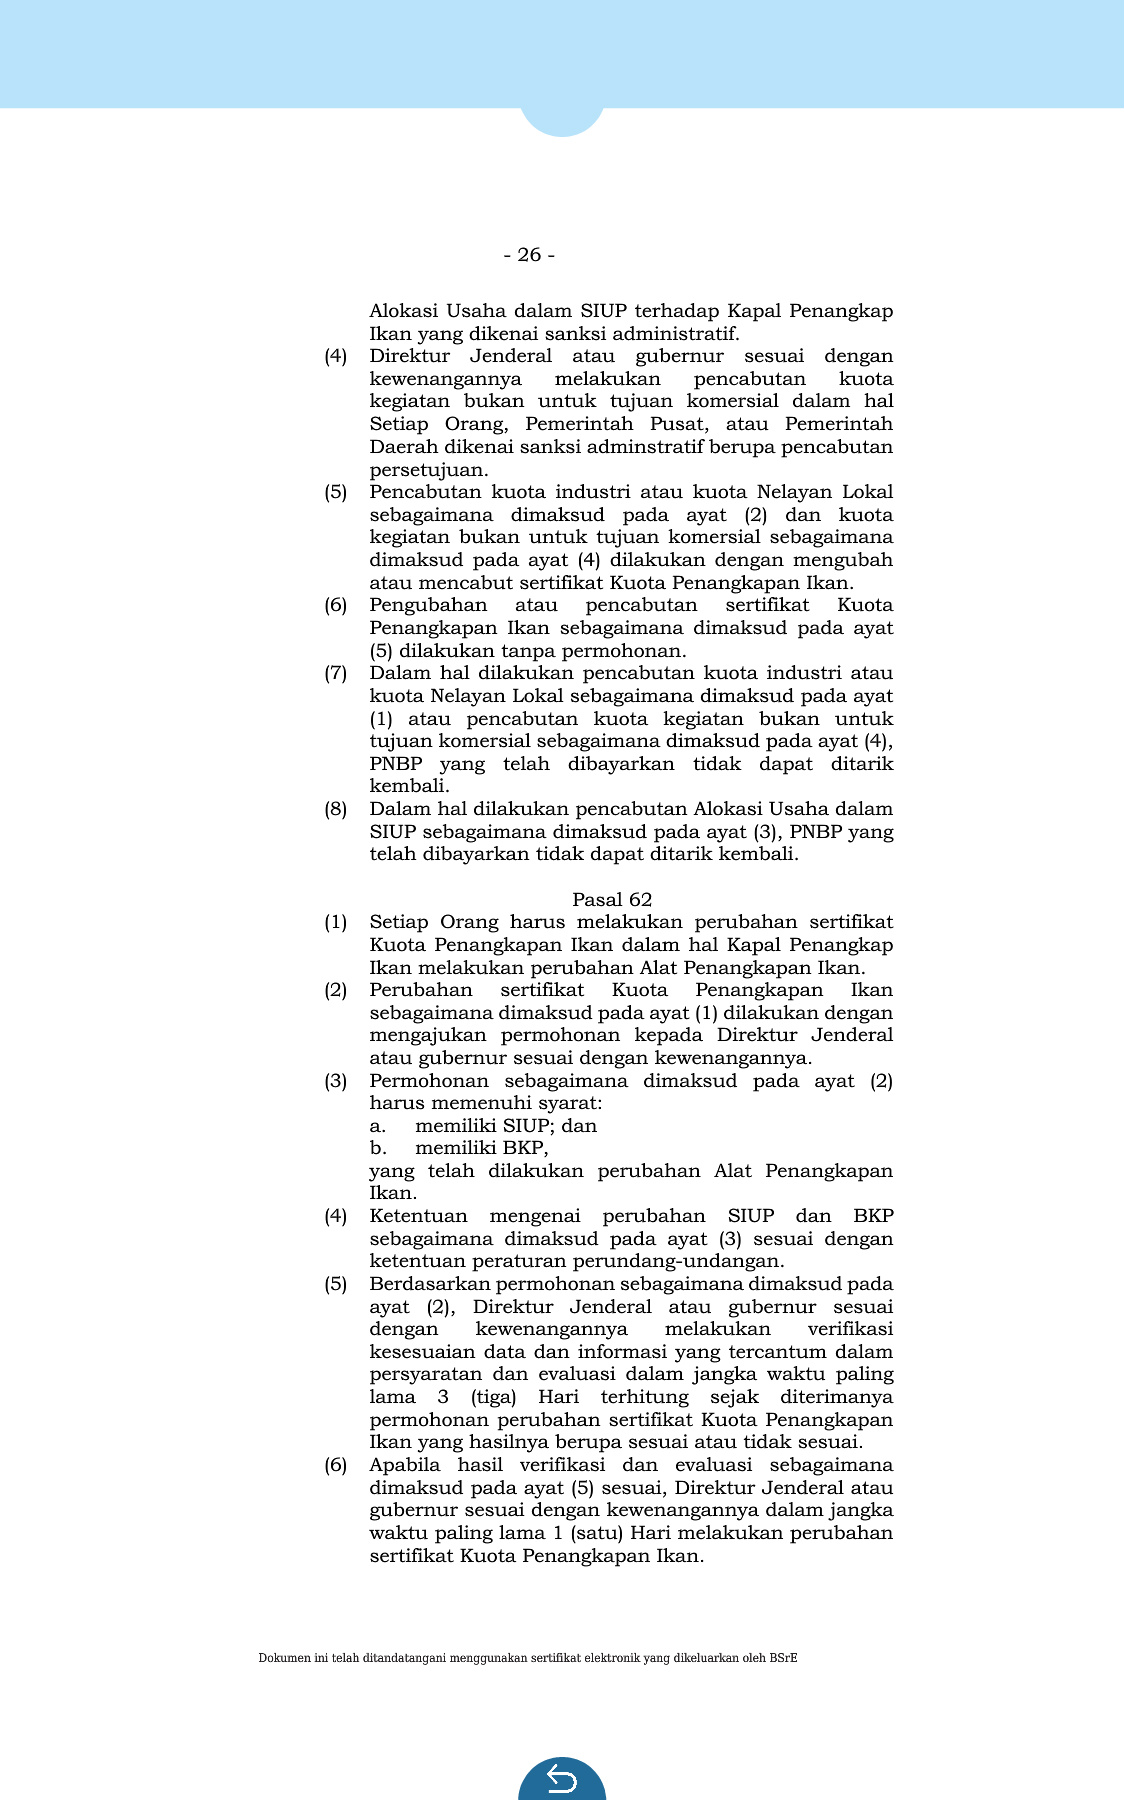 - 26 -
Alokasi Usaha dalam SIUP terhadap Kapal Penangkap
Ikan yang dikenai sanksi administratif.
(4) Direktur Jenderal atau gubernur sesuai dengan
kewenangannya melakukan pencabutan kuota
kegiatan bukan untuk tujuan komersial dalam hal
Setiap Orang, Pemerintah Pusat, atau Pemerintah
Daerah dikenai sanksi adminstratif berupa pencabutan
persetujuan.
(5) Pencabutan kuota industri atau kuota Nelayan Lokal
sebagaimana dimaksud pada ayat (2) dan kuota
kegiatan bukan untuk tujuan komersial sebagaimana
dimaksud pada ayat (4) dilakukan dengan mengubah
atau mencabut sertifikat Kuota Penangkapan Ikan.
(6) Pengubahan atau pencabutan sertifikat Kuota
Penangkapan Ikan sebagaimana dimaksud pada ayat
(5) dilakukan tanpa permohonan.
(7) Dalam hal dilakukan pencabutan kuota industri atau
kuota Nelayan Lokal sebagaimana dimaksud pada ayat
(1) atau pencabutan kuota kegiatan bukan untuk
tujuan komersial sebagaimana dimaksud pada ayat (4),
PNBP yang telah dibayarkan tidak dapat ditarik
kembali.
(8) Dalam hal dilakukan pencabutan Alokasi Usaha dalam
SIUP sebagaimana dimaksud pada ayat (3), PNBP yang
telah dibayarkan tidak dapat ditarik kembali.
Pasal 62
(1) Setiap Orang harus melakukan perubahan sertifikat
Kuota Penangkapan Ikan dalam hal Kapal Penangkap
Ikan melakukan perubahan Alat Penangkapan Ikan.
(2) Perubahan sertifikat Kuota Penangkapan Ikan
sebagaimana dimaksud pada ayat (1) dilakukan dengan
mengajukan permohonan kepada Direktur Jenderal
atau gubernur sesuai dengan kewenangannya.
(3) Permohonan sebagaimana dimaksud pada ayat (2)
harus memenuhi syarat:
a. memiliki SIUP; dan
b. memiliki BKP,
yang telah dilakukan perubahan Alat Penangkapan
Ikan.
(4) Ketentuan mengenai perubahan SIUP dan BKP
sebagaimana dimaksud pada ayat (3) sesuai dengan
ketentuan peraturan perundang-undangan.
(5) Berdasarkan permohonan sebagaimana dimaksud pada
ayat (2), Direktur Jenderal atau gubernur sesuai
dengan kewenangannya melakukan verifikasi
kesesuaian data dan informasi yang tercantum dalam
persyaratan dan evaluasi dalam jangka waktu paling
lama 3 (tiga) Hari terhitung sejak diterimanya
permohonan perubahan sertifikat Kuota Penangkapan
Ikan yang hasilnya berupa sesuai atau tidak sesuai.
(6) Apabila hasil verifikasi dan evaluasi sebagaimana
dimaksud pada ayat (5) sesuai, Direktur Jenderal atau
gubernur sesuai dengan kewenangannya dalam jangka
waktu paling lama 1 (satu) Hari melakukan perubahan
sertifikat Kuota Penangkapan Ikan.
Dokumen ini telah ditandatangani menggunakan sertifikat elektronik yang dikeluarkan oleh BSrE